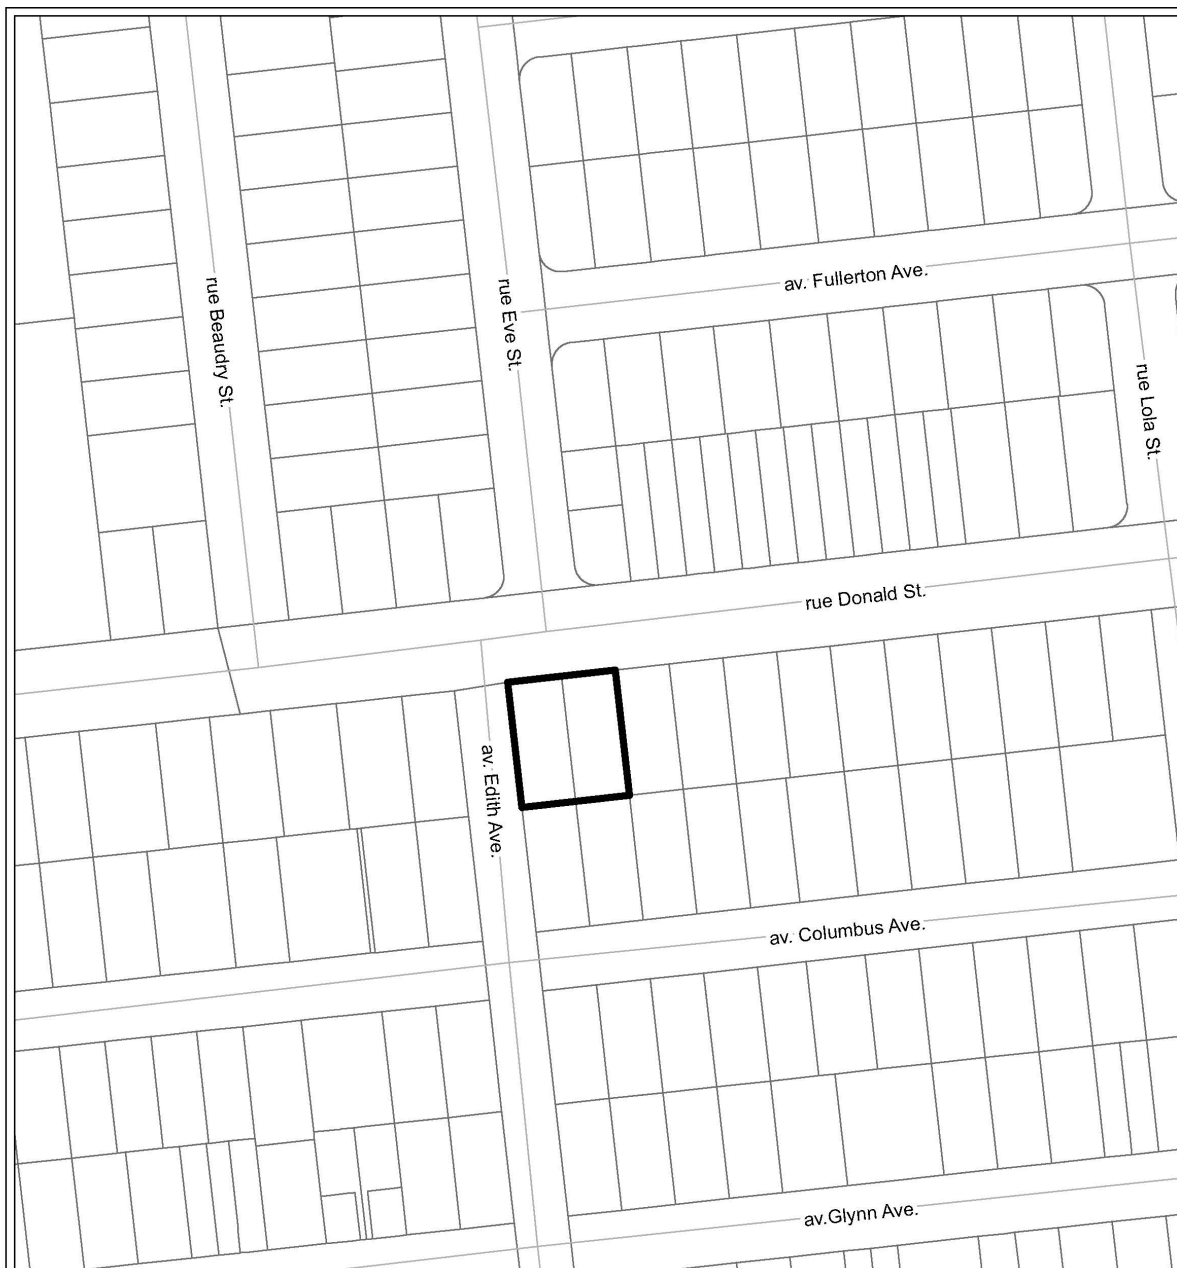 av. Fullerton Ave.
rue Beaudry St.
rue Eve St.
rue Lola St.
rue Donald St.
av. Edith Ave.
av. Columbus Ave.
av.Glynn Ave.